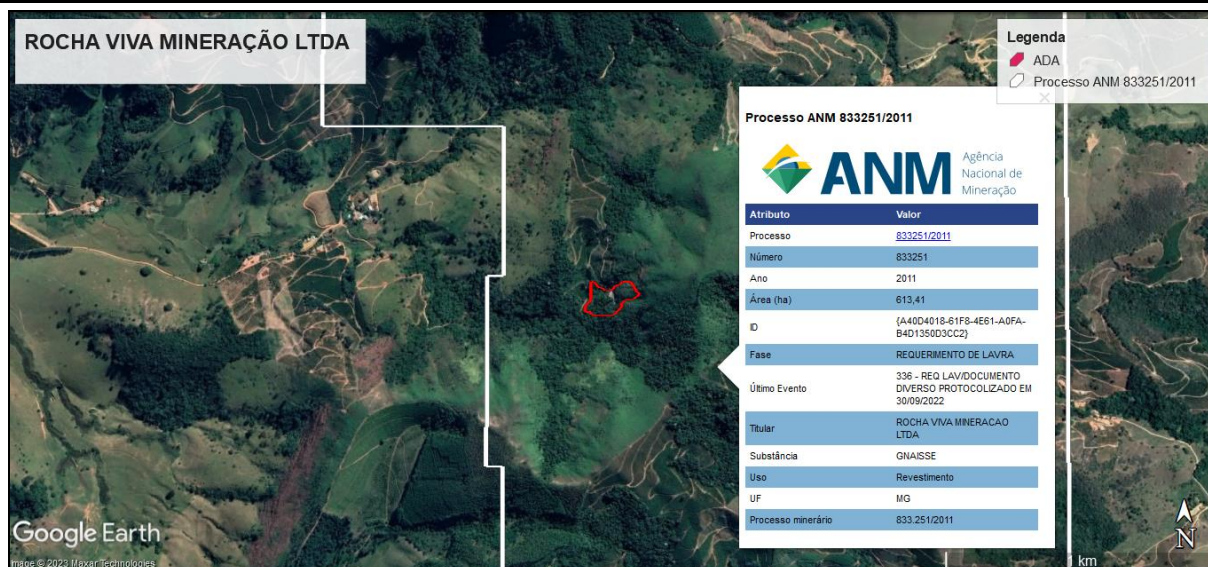 ROCHA VIVA MINERAÇÃO LTDA
Legenda
ADA
Processo ANM 833251/2011
Processo ANM 833251/2011
ANM
Agência
Nacional de
Mineração
Atributo Valor
Processo 833251/2011
Número 833251
Ano 2011
Área (ha) 613,41
ID {A40D4018-61F8-4E61-A0FA-
B4D1350D3CC2}
Fase REQUERIMENTO DE LAVRA
Último Evento 336 - REQ LAV/DOCUMENTO
DIVERSO PROTOCOLIZADO EM
30/09/2022
Titular ROCHA VIVA MINERACAO
LTDA
Substância GNAISSE
Uso Revestimento
UF MG
Processo minerário 833.251/2011
Google Earth
Image © 2023 Maxar Technologies
1 km
N